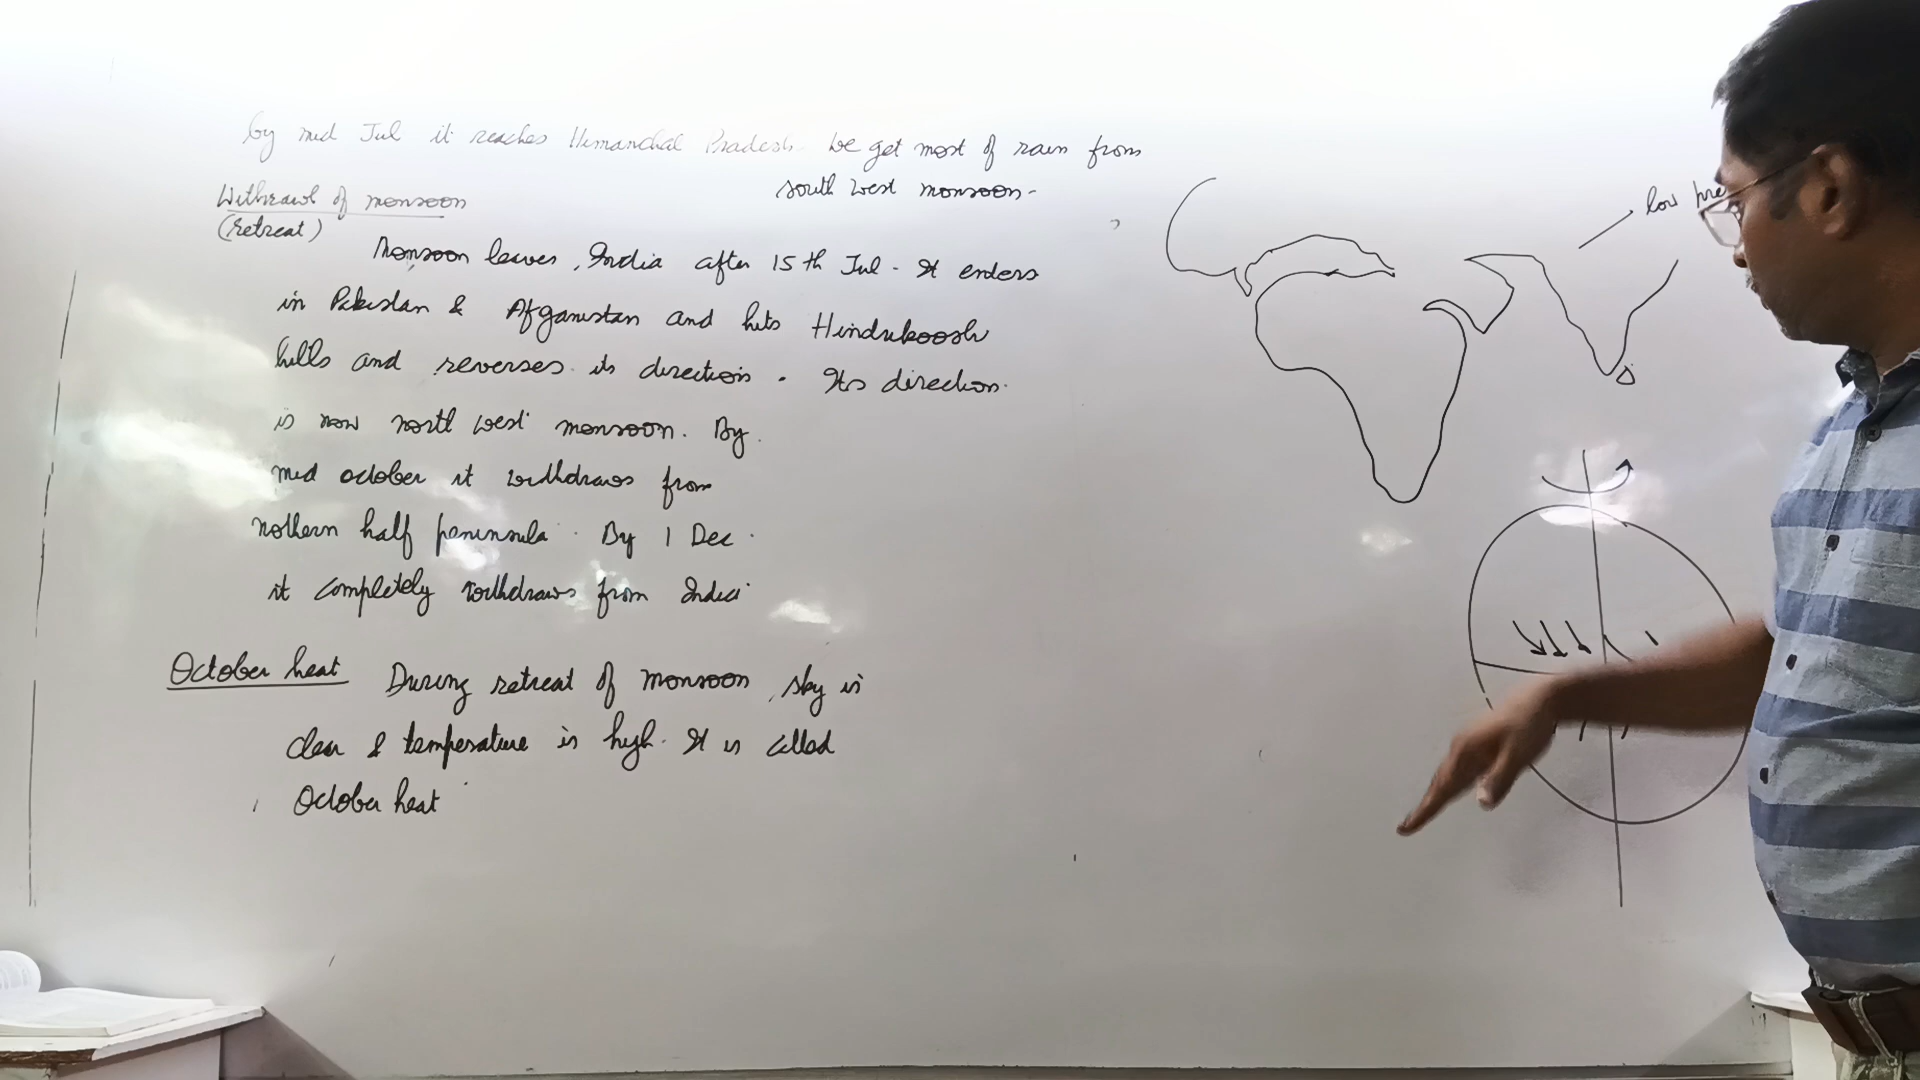 by mid Jul it reaches Himanchal Pradesh. We get most of rain from
south west monsoon.
Withrawl of monsoon
(retreat)
Monsoon leaves, India after 15th Jul. It enters
in Pakistan & Afganistan and hits Hindukoosh
hills and reverses its direction. Its direction
is now north west monsoon. By
mid october it withdraws from
nothern half peninsula. By 1 Dec
it completely withdraws from India
October heat During retreat of monsoon, sky is
clear & temperature is high. It is called
October heat
low